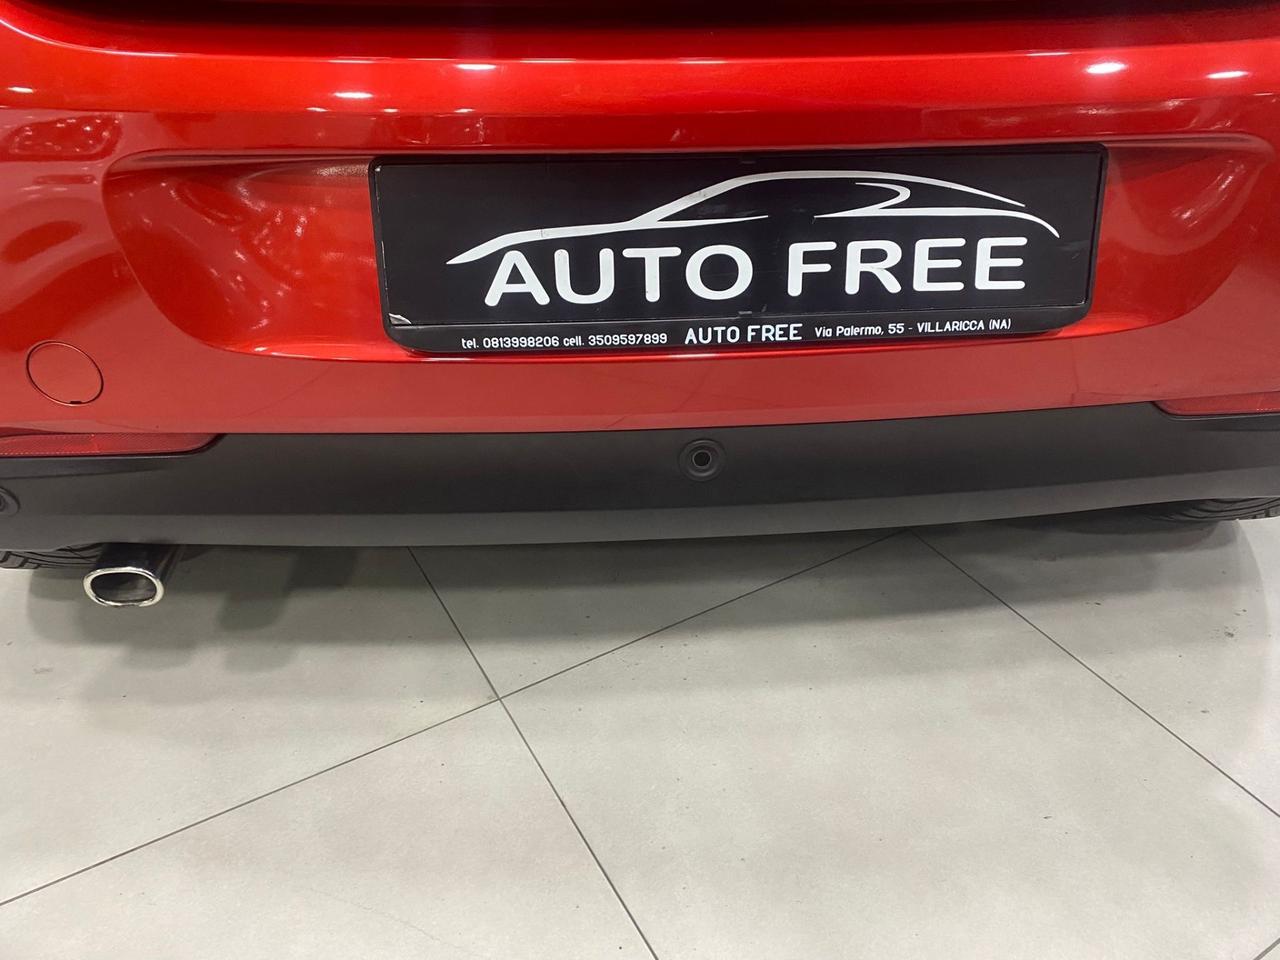 AUTO FREE
tel. 0813998206 cell. 3509597899 AUTO FREE Via Palermo, 55 - VILLARICCA (NA)